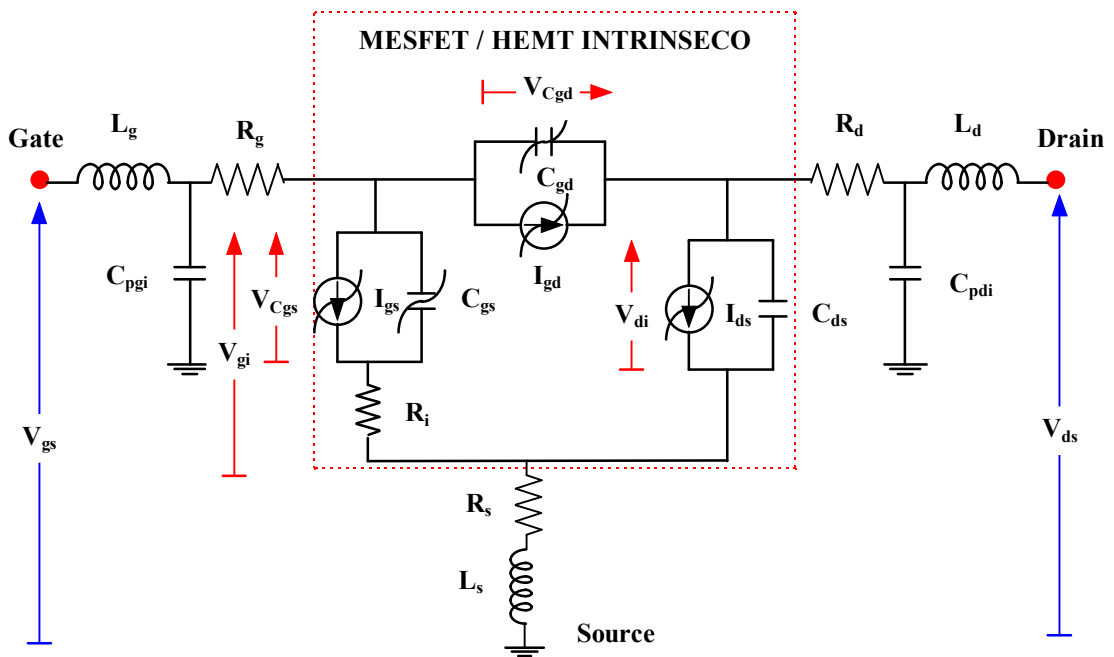 MESFET / HEMT INTRINSECO
V_Cgd
Gate
L_g
R_g
R_d
L_d
Drain
C_gd
I_gd
C_pgi
V_Cgs
I_gs
C_gs
V_di
I_ds
C_ds
C_pdi
V_gi
R_i
V_gs
V_ds
R_s
L_s
Source